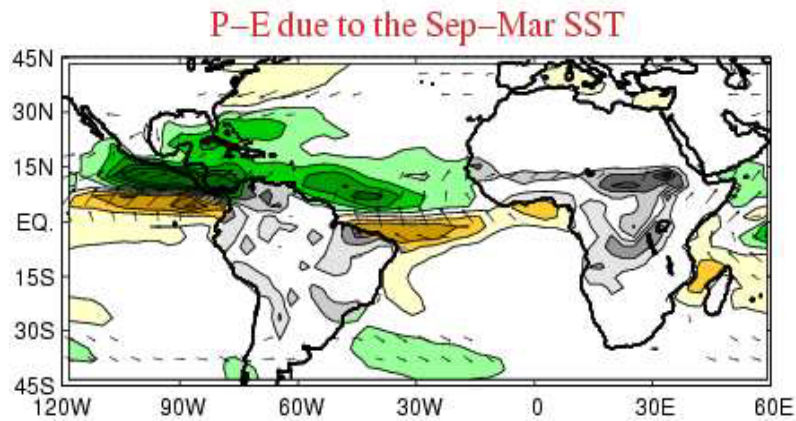 P–E due to the Sep–Mar SST
45N
30N
15N
EQ.
15S
30S
45S
120W 90W 60W 30W 0 30E 60E